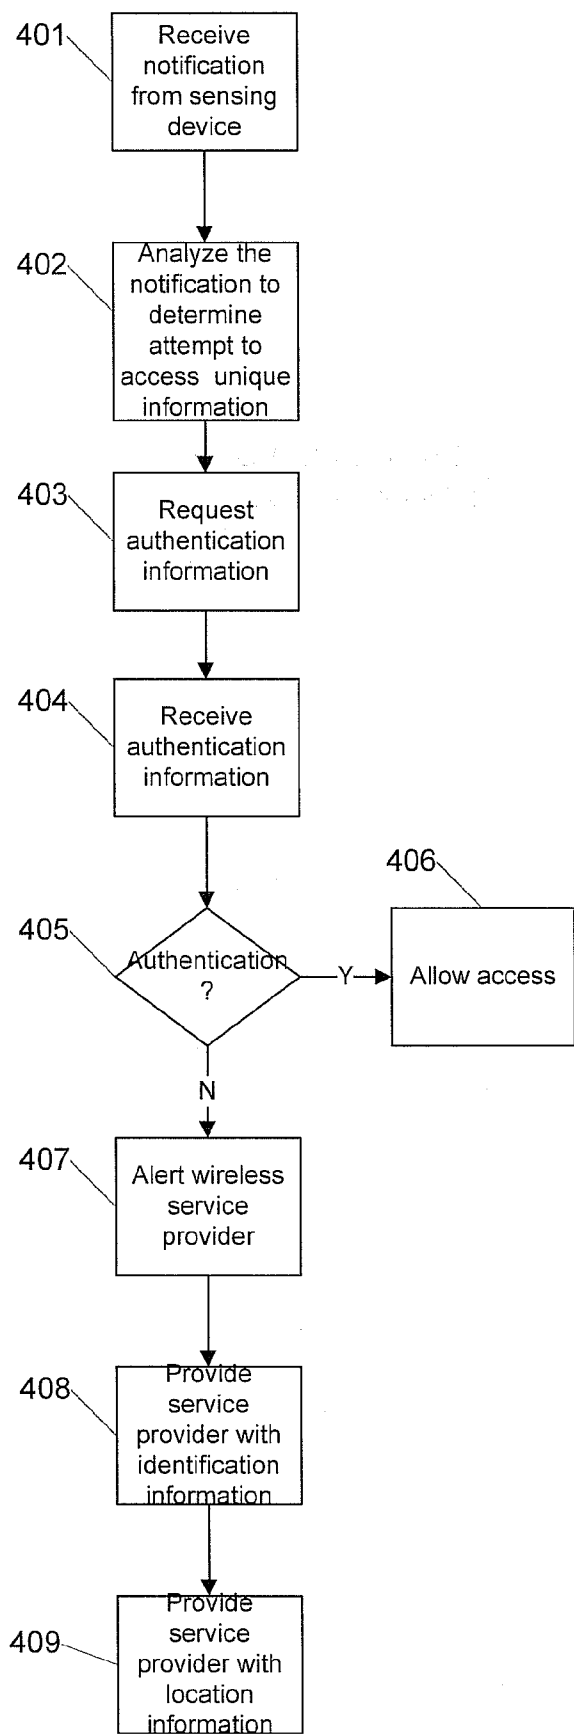 401
Receive
notification
from sensing
device
402
Analyze the
notification to
determine
attempt to
access unique
information
403
Request
authentication
information
404
Receive
authentication
information
405
Authentication
?
Y
406
Allow access
N
407
Alert wireless
service
provider
408
Provide
service
provider with
identification
information
409
Provide
service
provider with
location
information